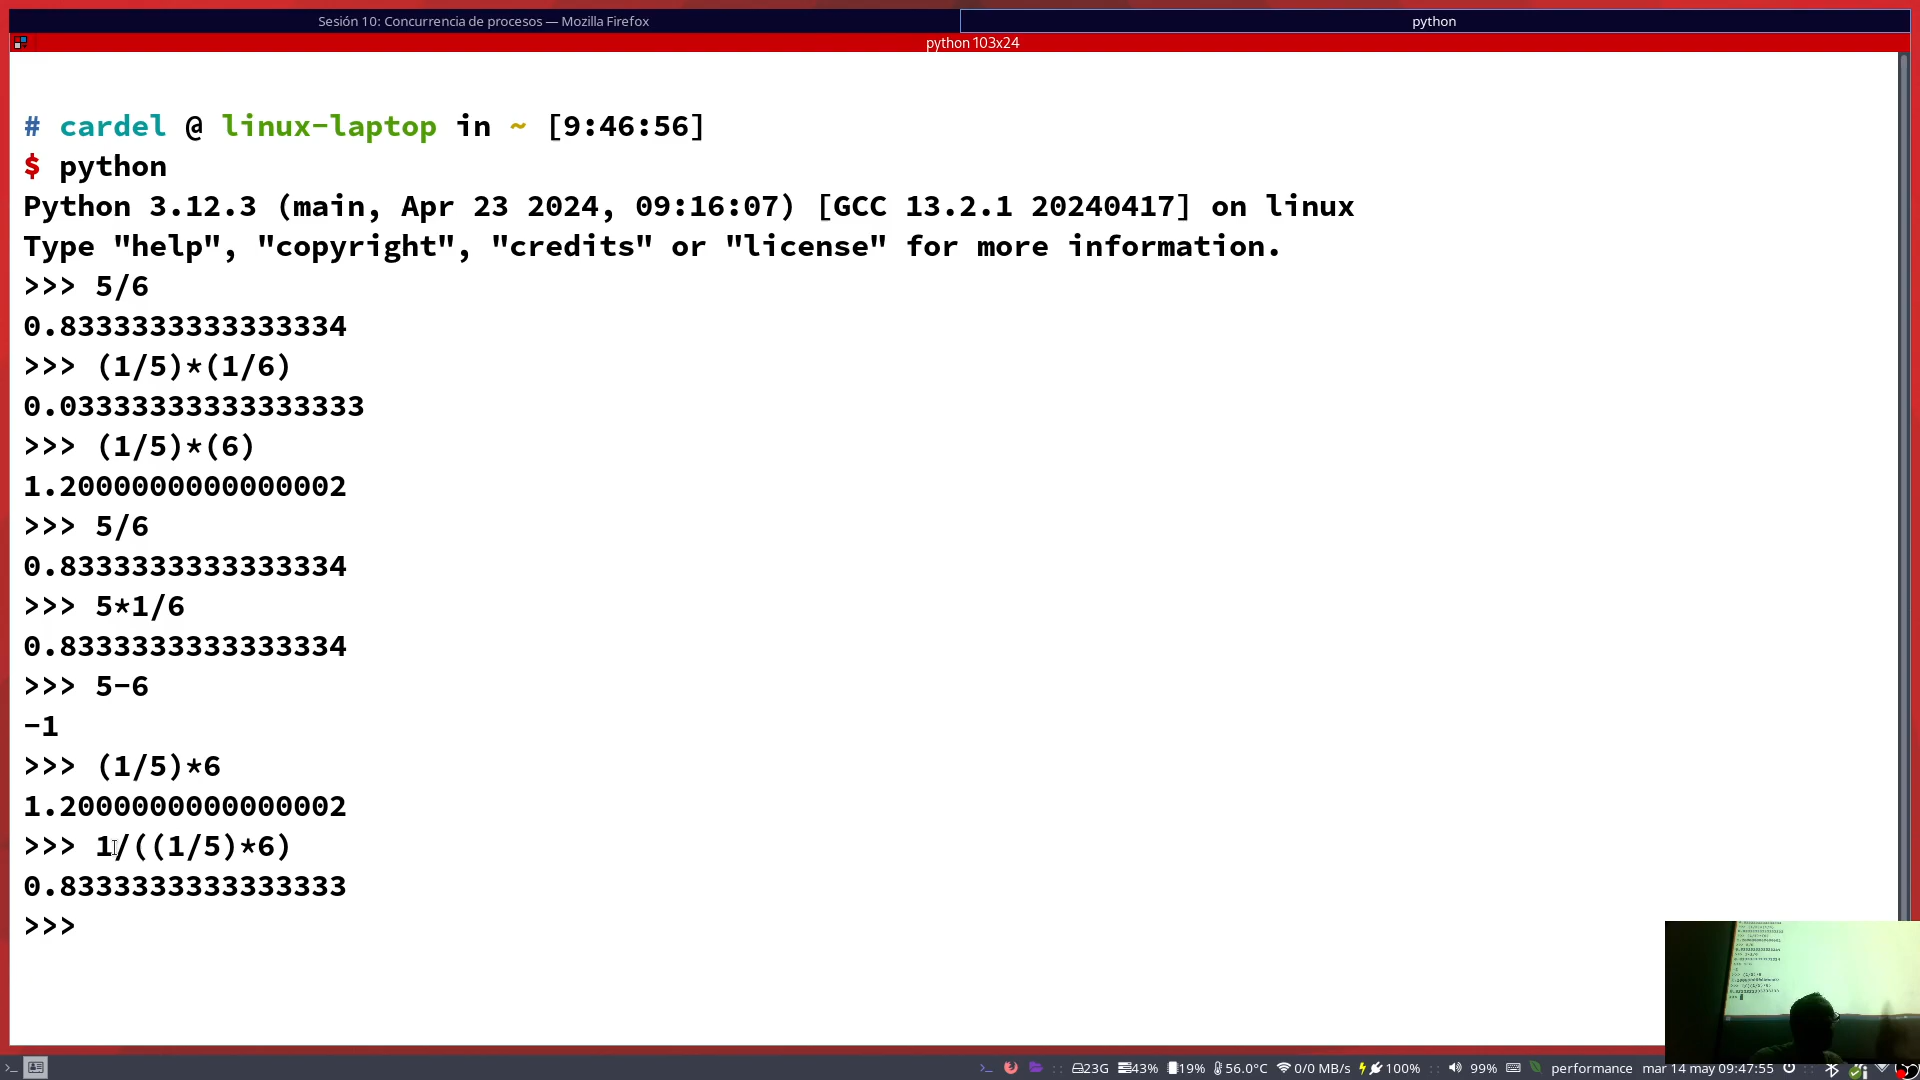 Sesión 10: Concurrencia de procesos — Mozilla Firefox
python
python 103x24
# cardel @ linux-laptop in ~ [9:46:56]
$ python
Python 3.12.3 (main, Apr 23 2024, 09:16:07) [GCC 13.2.1 20240417] on linux
Type "help", "copyright", "credits" or "license" for more information.
>>> 5/6
0.8333333333333334
>>> (1/5)*(1/6)
0.03333333333333333
>>> (1/5)*(6)
1.2000000000000002
>>> 5/6
0.8333333333333334
>>> 5*1/6
0.8333333333333334
>>> 5-6
-1
>>> (1/5)*6
1.2000000000000002
>>> 1/((1/5)*6)
0.8333333333333333
>>>
23G 43% 19% 56.0°C 0/0 MB/s 100% 99% performance mar 14 may 09:47:55